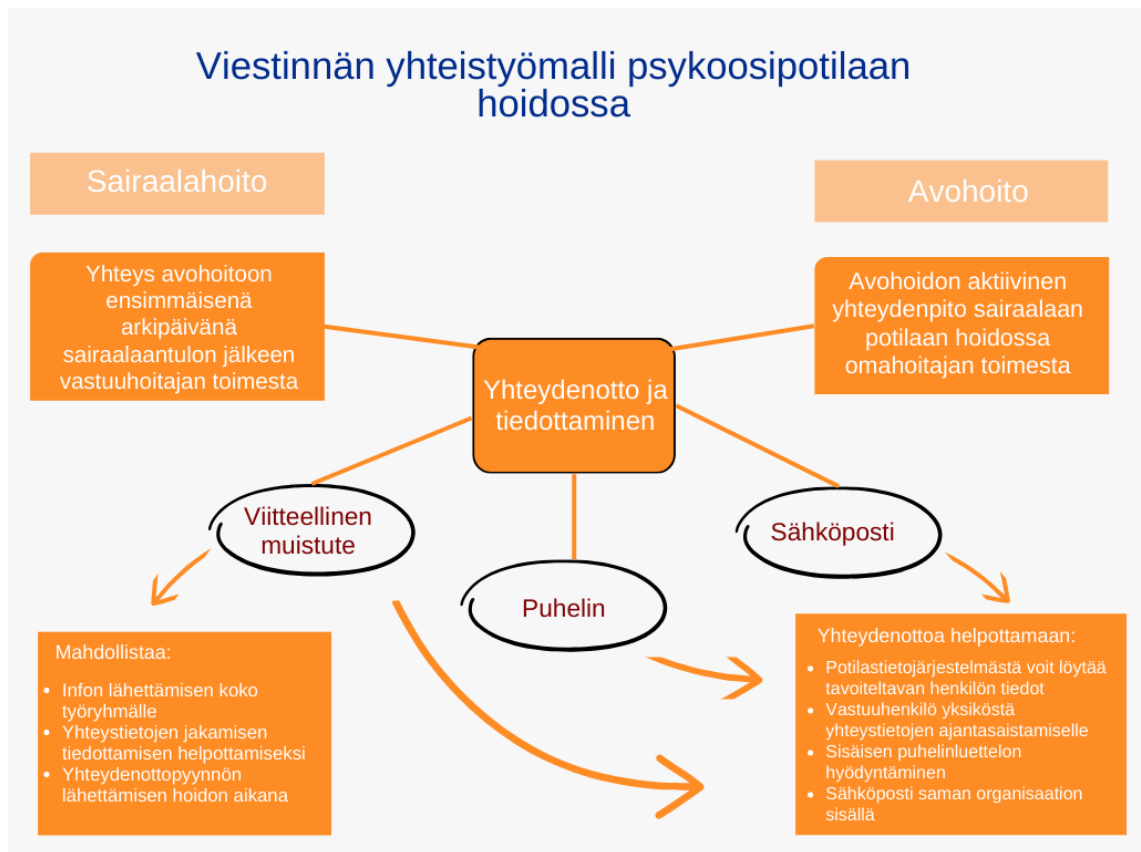 Viestinnän yhteistyömalli psykoosipotilaan
hoidossa
Sairaalahoito
Avohoito
Yhteys avohoitoon
ensimmäisenä
arkipäivänä
sairaalaantulon jälkeen
vastuuhoitajan toimesta
Avohoidon aktiivinen
yhteydenpito sairaalaan
potilaan hoidossa
omahoitajan toimesta
Yhteydenotto ja
tiedottaminen
Viitteellinen
muistute
Puhelin
Sähköposti
Mahdollistaa:
• Infon lähettämisen koko
työryhmälle
• Yhteystietojen jakamisen
tiedottamisen helpottamiseksi
• Yhteydenottopyynnön
lähettämisen hoidon aikana
Yhteydenottoa helpottamaan:
• Potilastietojärjestelmästä voit löytää
tavoiteltavan henkilön tiedot
• Vastuuhenkilö yksiköstä
yhteystietojen ajantasaistamiselle
• Sisäisen puhelinluettelon
hyödyntäminen
• Sähköposti saman organisaation
sisällä